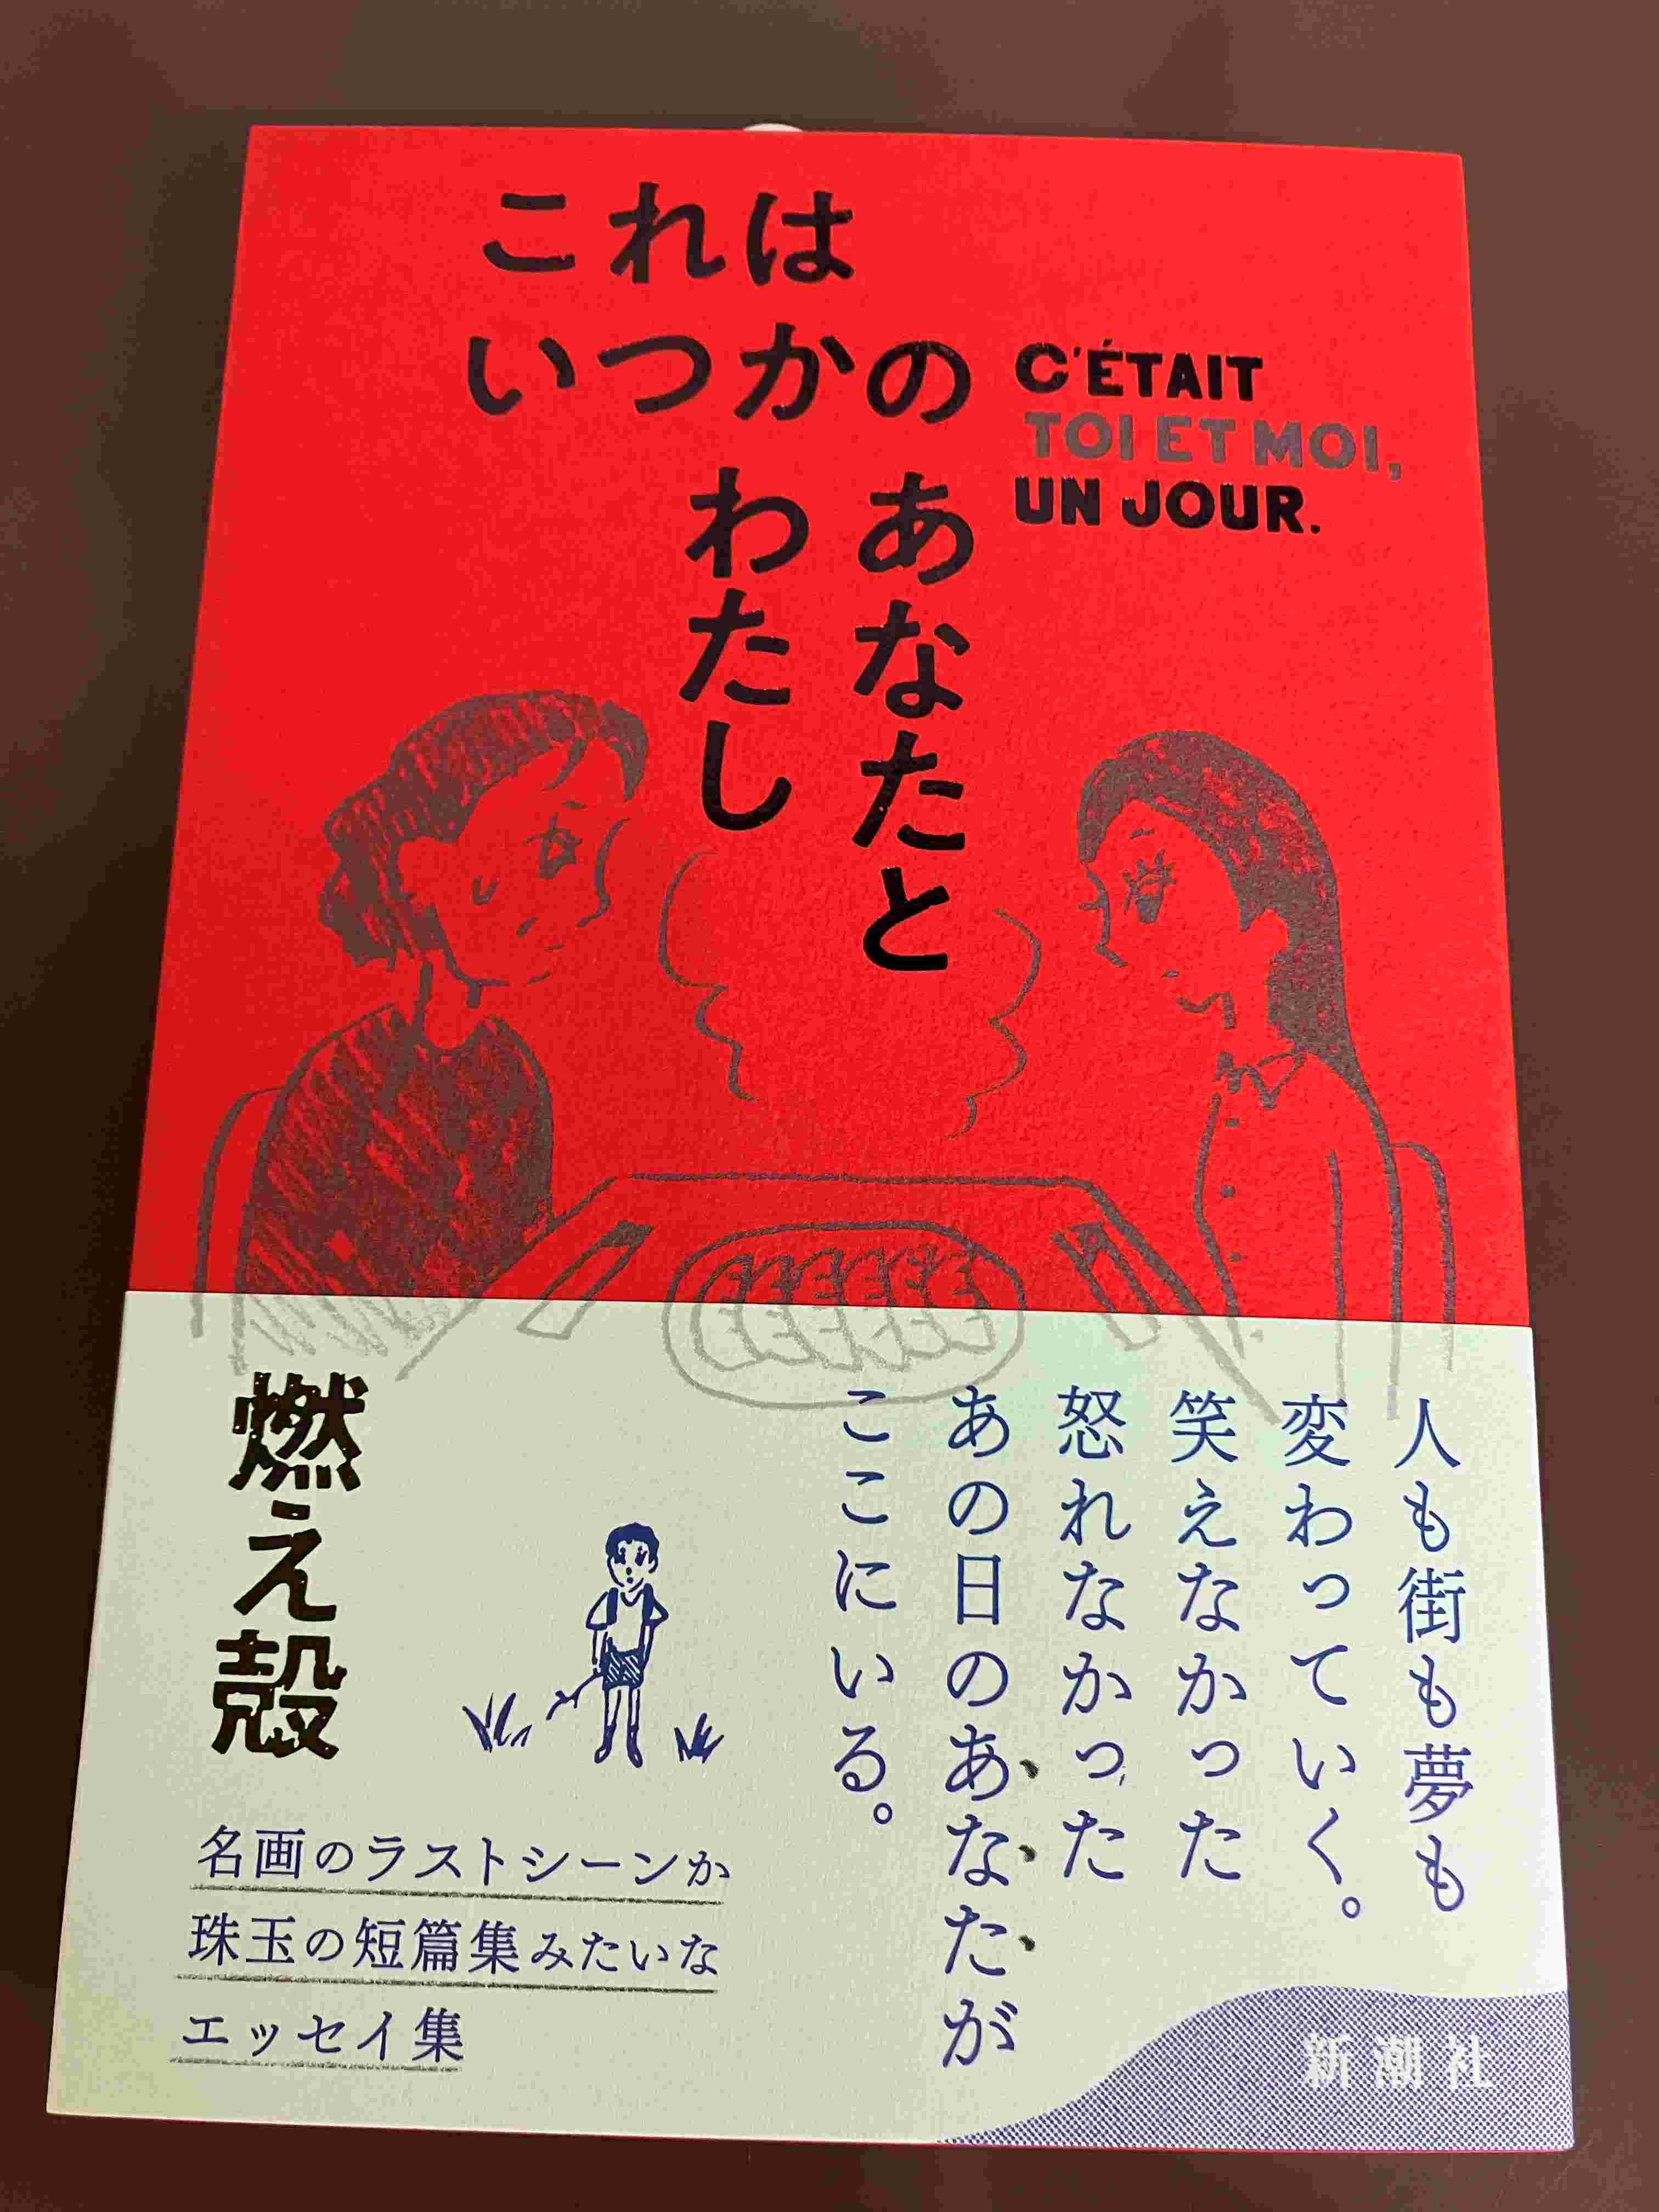 これは
いつかの
あなたと
わたし
C'ÉTAIT
TOI ET MOI,
UN JOUR.
人も街も夢も
変わっていく。
笑えなかった
怒れなかった
あの日のあなたが
ここにいる。
燃え殻
名画のラストシーンか
珠玉の短篇集みたいな
エッセイ集
新潮社